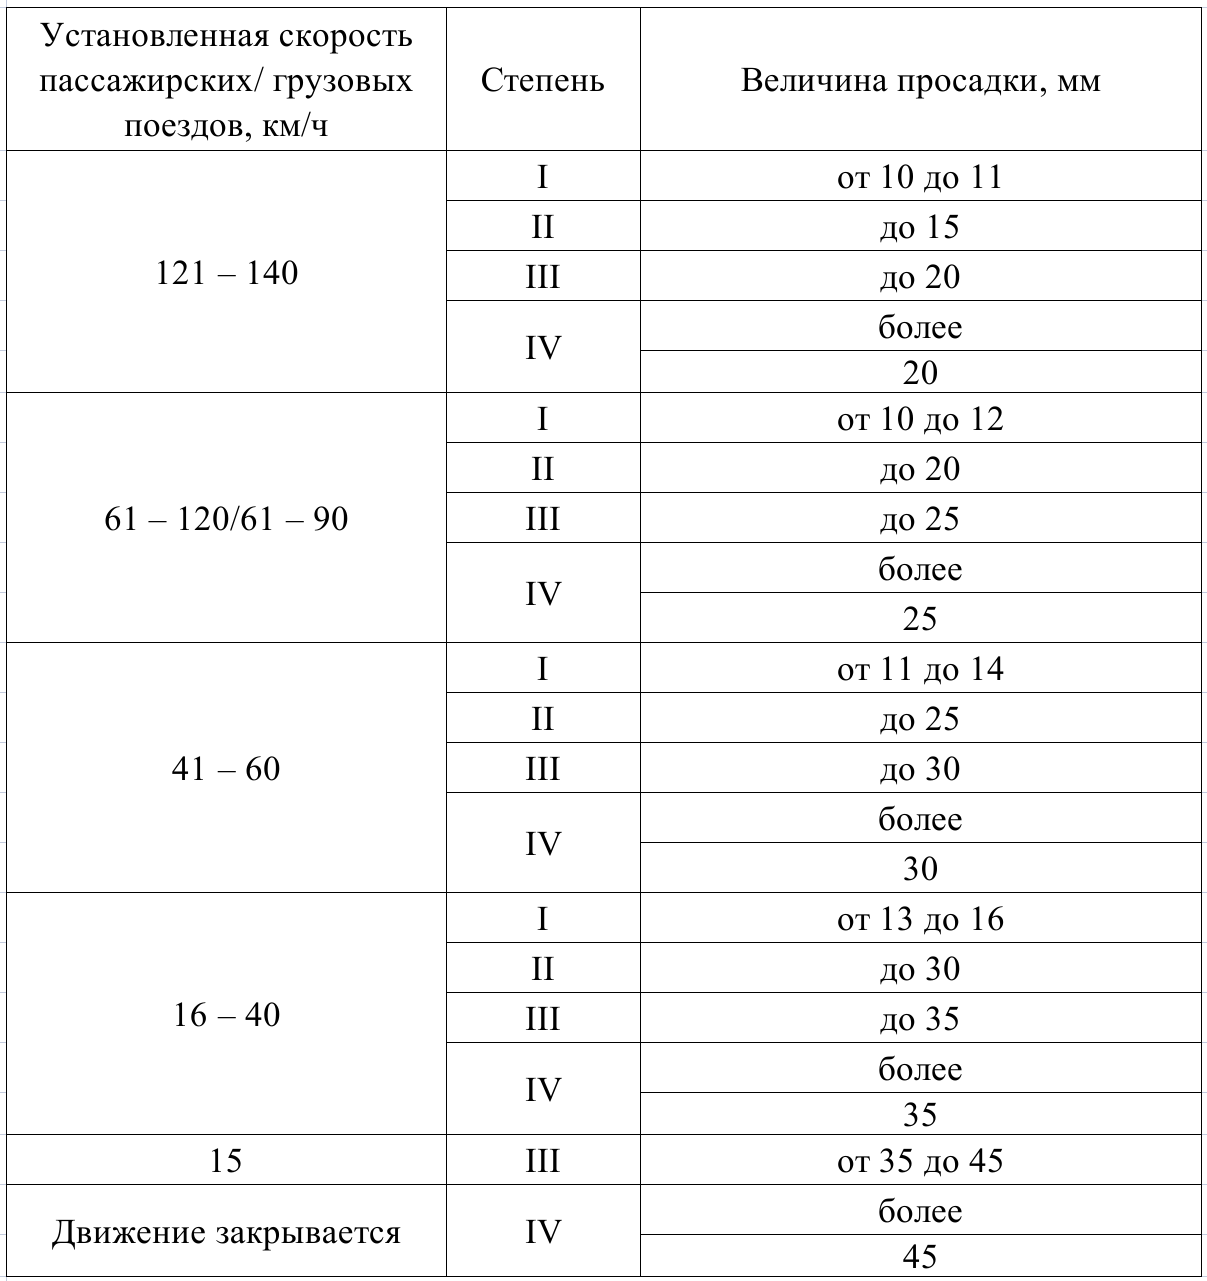 Установленная скорость
пассажирских/ грузовых
поездов, км/ч
Степень
Величина просадки, мм
121 – 140
I
от 10 до 11
II
до 15
III
до 20
IV
более
20
61 – 120/61 – 90
I
от 10 до 12
II
до 20
III
до 25
IV
более
25
41 – 60
I
от 11 до 14
II
до 25
III
до 30
IV
более
30
16 – 40
I
от 13 до 16
II
до 30
III
до 35
IV
более
35
15
III
от 35 до 45
Движение закрывается
IV
более
45